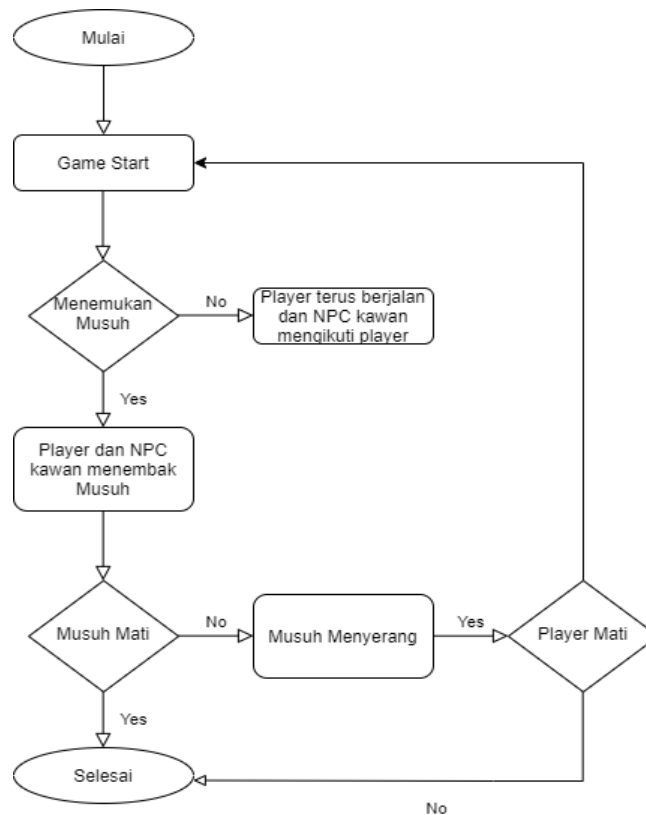 Mulai
Game Start
Menemukan
Musuh
No
Player terus berjalan
dan NPC kawan
mengikuti player
Yes
Player dan NPC
kawan menembak
Musuh
Musuh Mati
No
Musuh Menyerang
Yes
Player Mati
Yes
Selesai
No